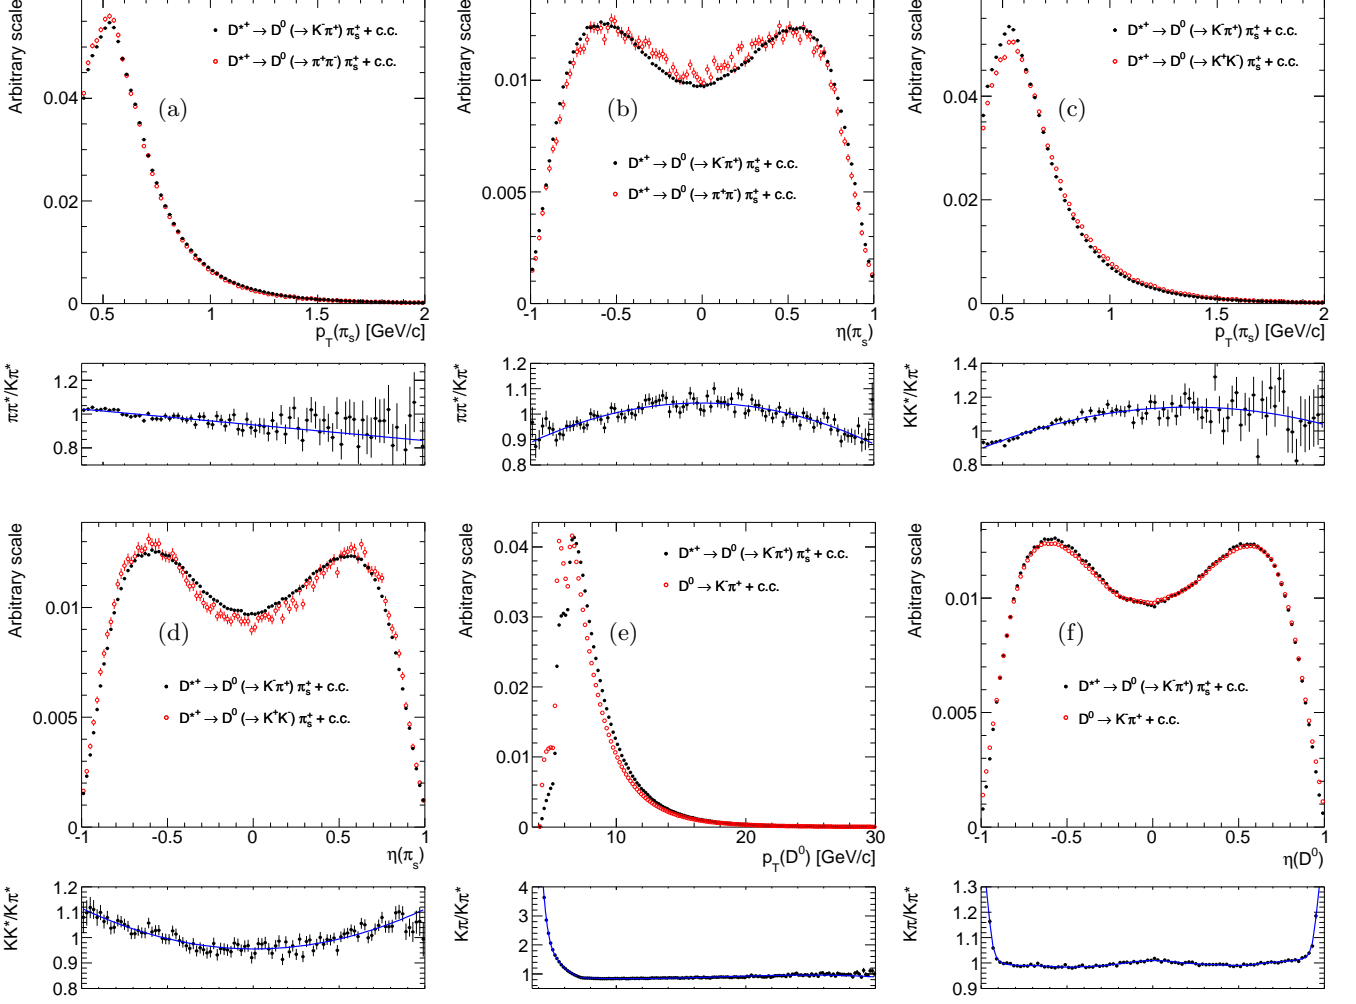 Arbitrary scale
D*+ → D0 (→ K-π+) πs+ + c.c.
D*+ → D0 (→ π+π-) πs+ + c.c.
(a)
0.04
0.02
0
0.5 1 1.5 2
pT(πs) [GeV/c]
ππ*/Kπ*
1.2
1
0.8
Arbitrary scale
0.01
(b)
D*+ → D0 (→ K-π+) πs+ + c.c.
D*+ → D0 (→ π+π-) πs+ + c.c.
0.005
0
-1 -0.5 0 0.5 1
η(πs)
ππ*/Kπ*
1.2
1.1
1.0
0.9
0.8
Arbitrary scale
D*+ → D0 (→ K-π+) πs+ + c.c.
D*+ → D0 (→ K+K-) πs+ + c.c.
(c)
0.04
0.02
0
0.5 1 1.5 2
pT(πs) [GeV/c]
KK*/Kπ*
1.4
1.2
1
0.8
Arbitrary scale
0.01
(d)
D*+ → D0 (→ K-π+) πs+ + c.c.
D*+ → D0 (→ K+K-) πs+ + c.c.
0.005
0
-1 -0.5 0 0.5 1
η(πs)
KK*/Kπ*
1.2
1.1
1
0.9
0.8
Arbitrary scale
0.04
D*+ → D0 (→ K-π+) πs+ + c.c.
D0 → K-π+ + c.c.
0.03
(e)
0.02
0.01
0
10 20 30
pT(D0) [GeV/c]
Kπ/Kπ*
4
3
2
1
Arbitrary scale
0.01
(f)
D*+ → D0 (→ K-π+) πs+ + c.c.
D0 → K-π+ + c.c.
0.005
0
-1 -0.5 0 0.5 1
η(D0)
Kπ/Kπ*
1.3
1.2
1.1
1
0.9